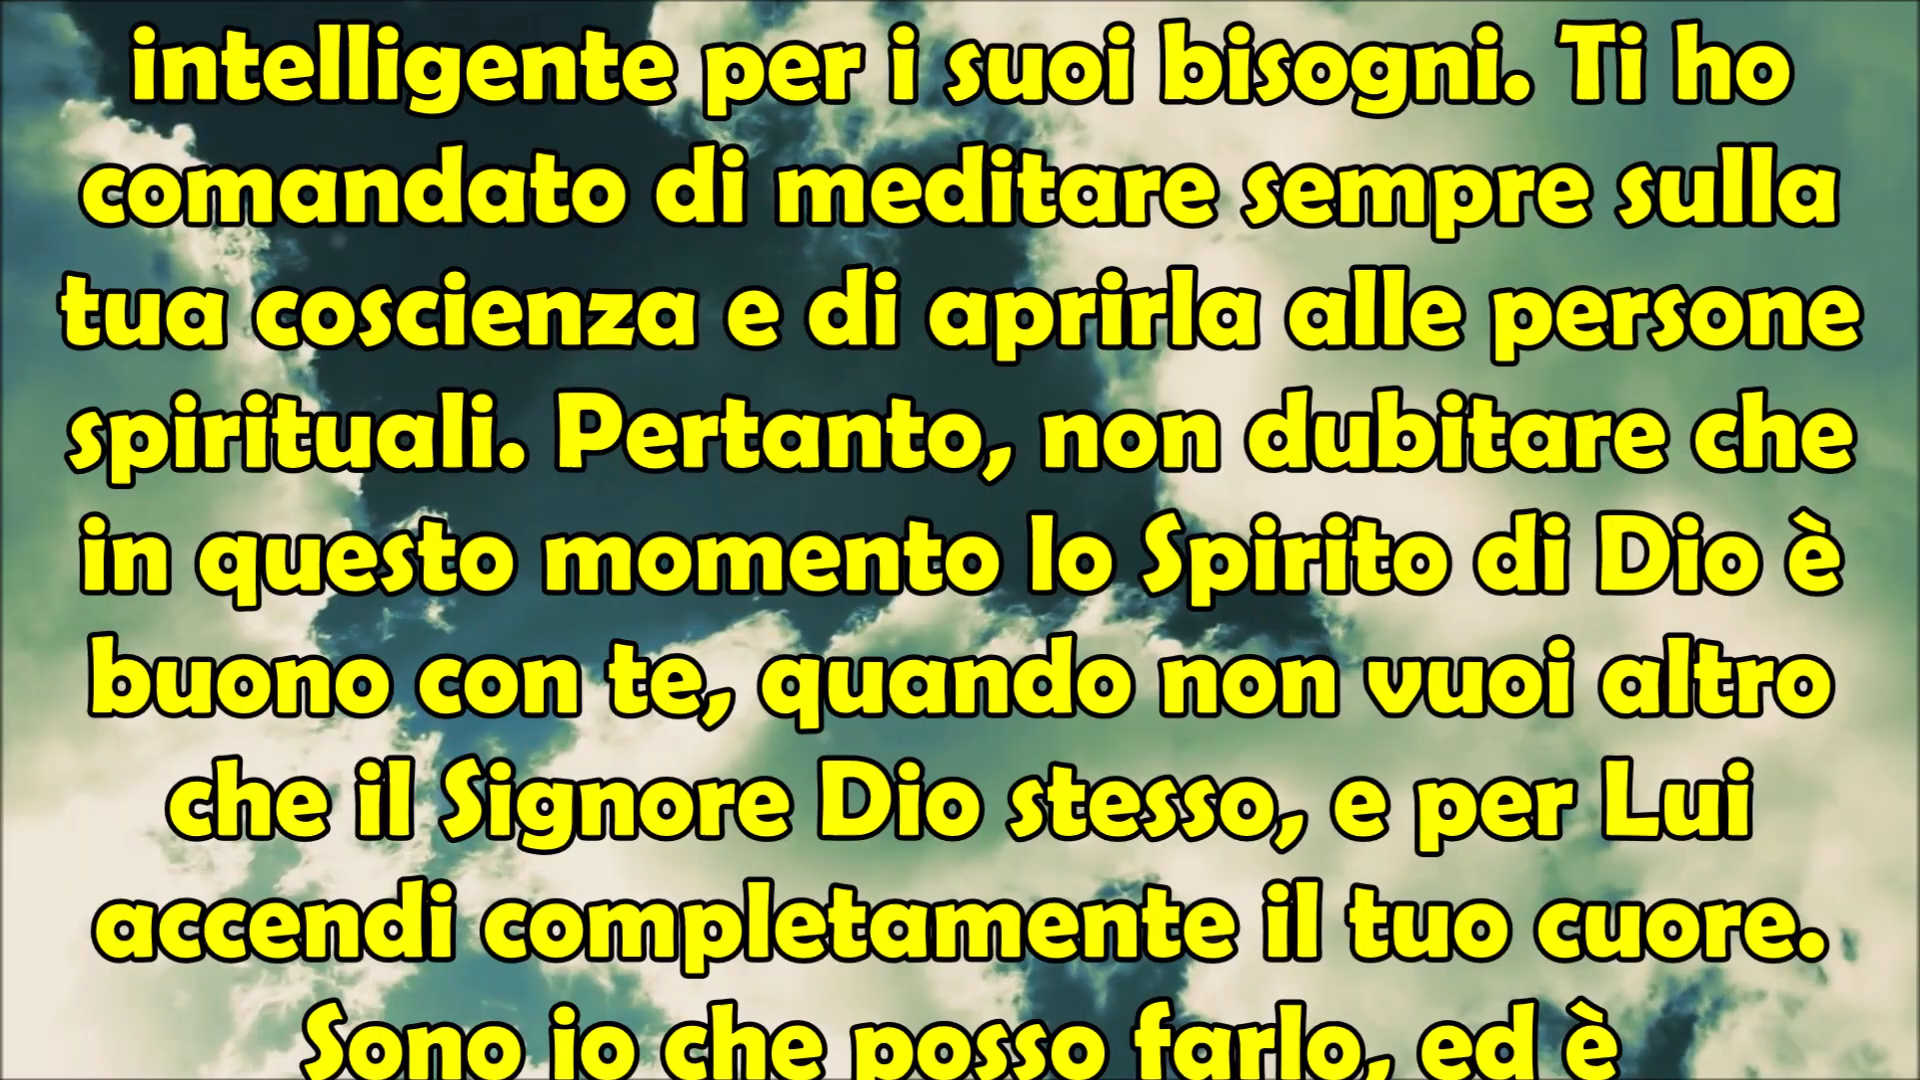 intelligente per i suoi bisogni. Ti ho
comandato di meditare sempre sulla
tua coscienza e di aprirla alle persone
spirituali. Pertanto, non dubitare che
in questo momento lo Spirito di Dio è
buono con te, quando non vuoi altro
che il Signore Dio stesso, e per Lui
accendi completamente il tuo cuore.
Sono io che posso farlo, ed è